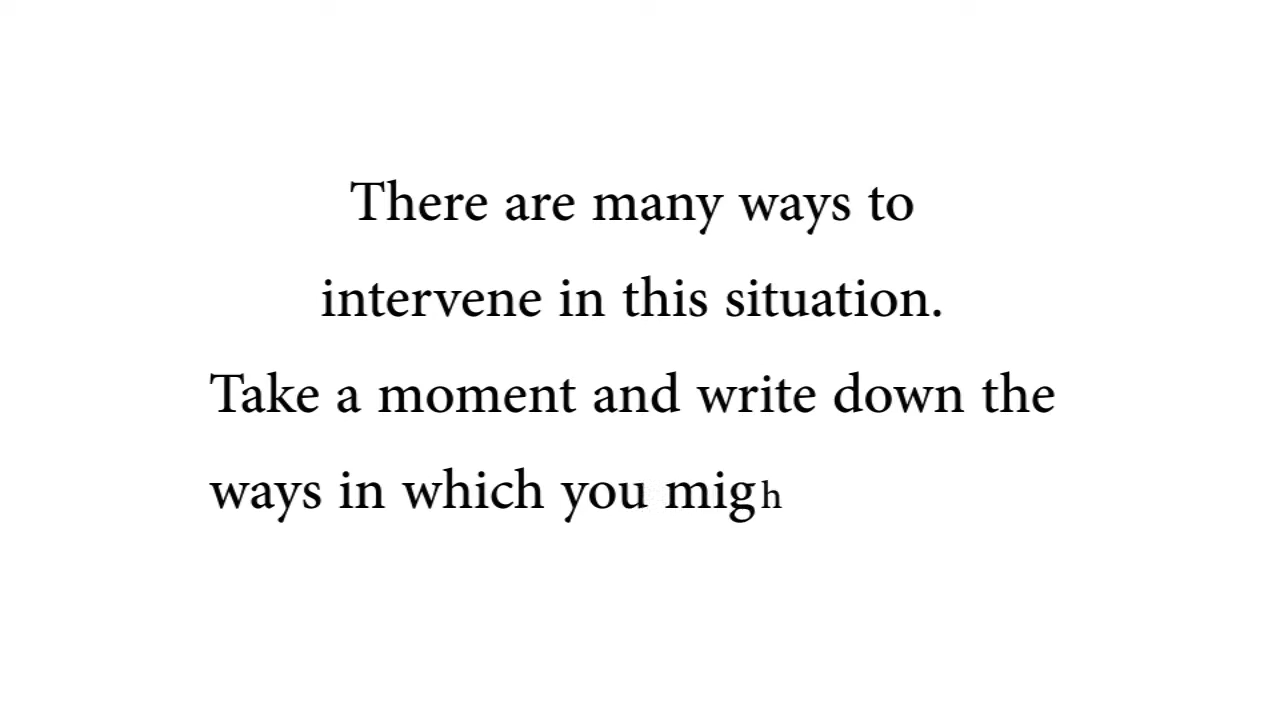 There are many ways to
intervene in this situation.
Take a moment and write down the
ways in which you migh